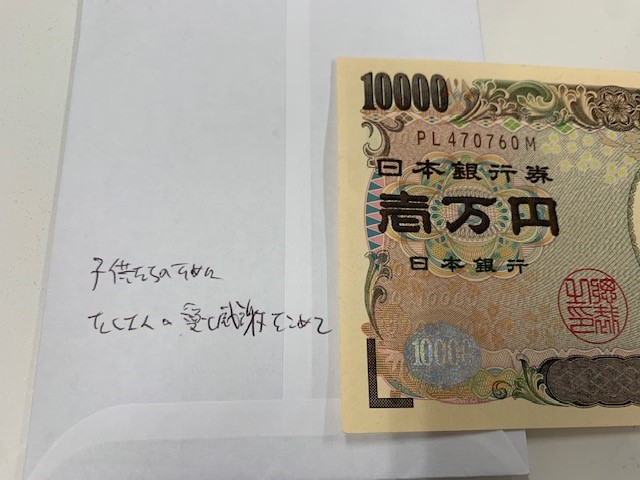 子供たちのために
たくさんの愛と感謝をこめて
10000
PL470760M
日本銀行券
壱万円
日本銀行
10000